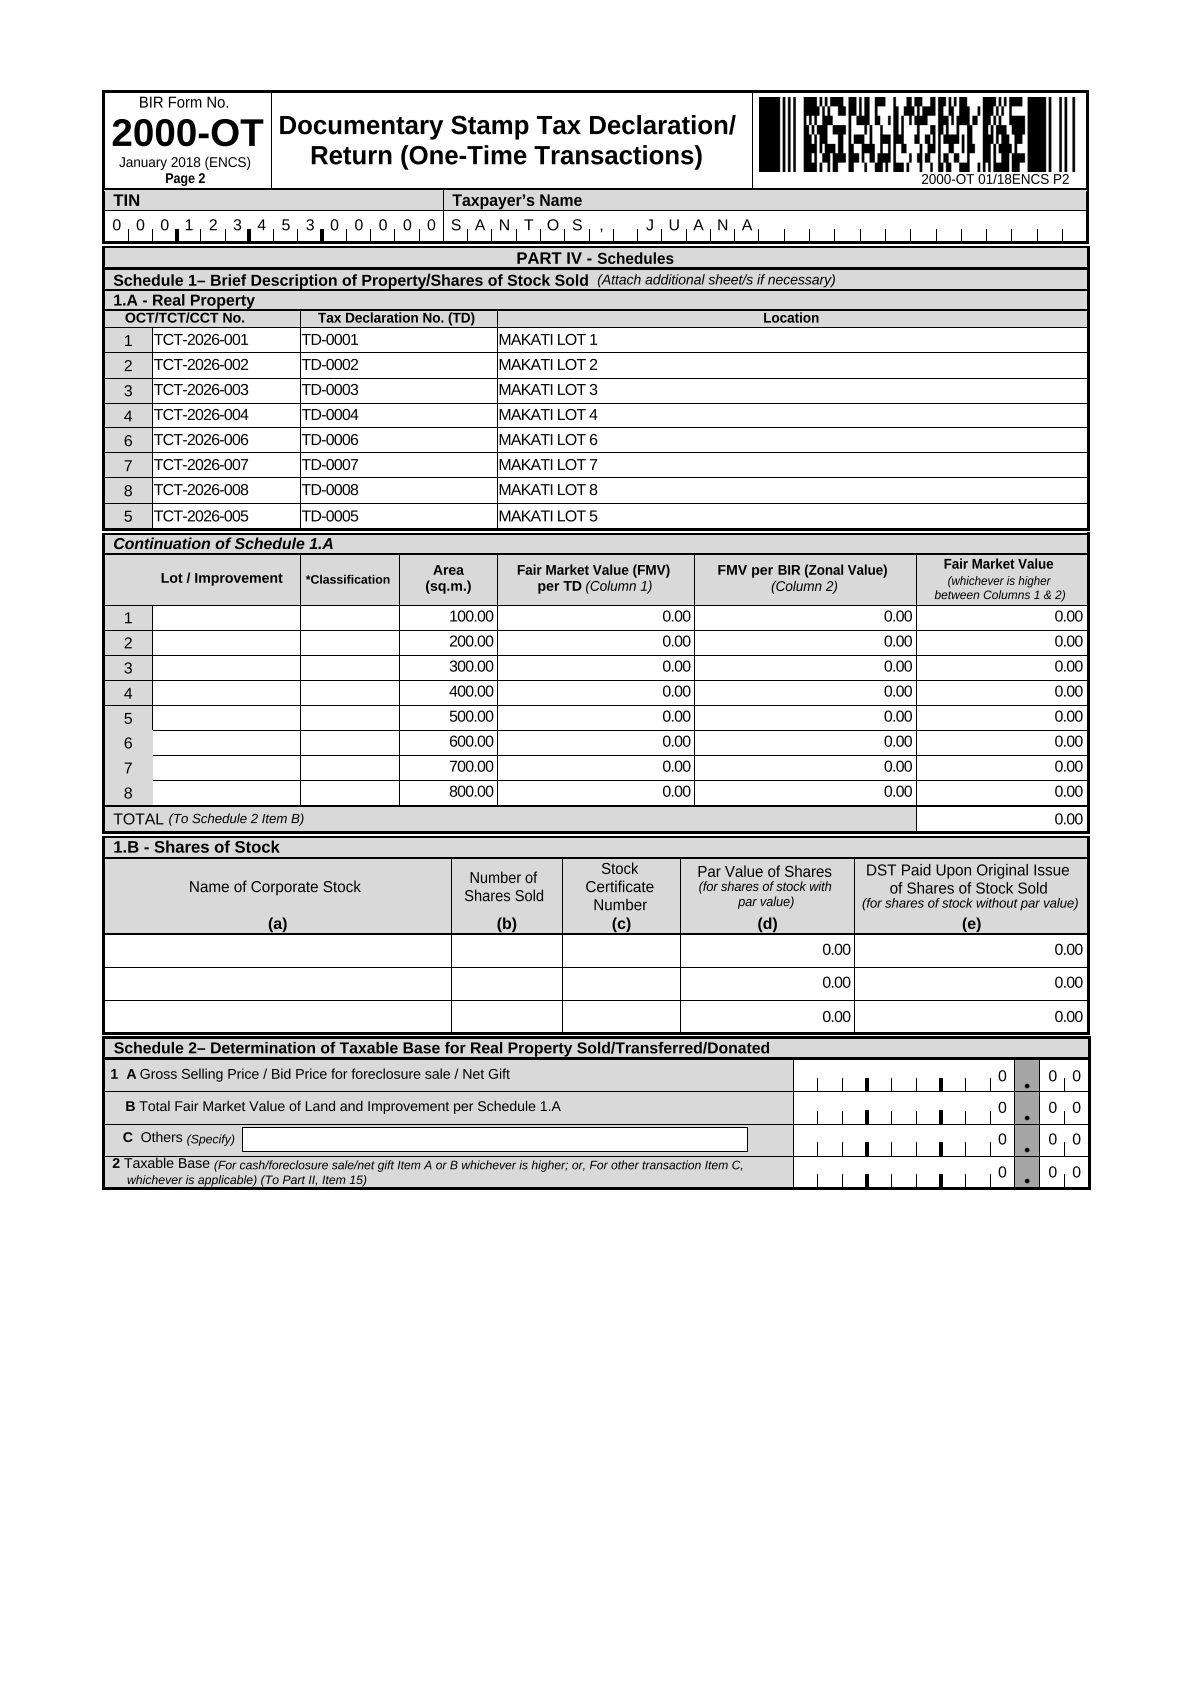 BIR Form No.
2000-OT
January 2018 (ENCS)
Page 2
Documentary Stamp Tax Declaration/
Return (One-Time Transactions)
2000-OT 01/18ENCS P2
TIN Taxpayer's Name
0 0 0 1 2 3 4 5 3 0 0 0 0 0 S A N T O S , J U A N A
PART IV - Schedules
Schedule 1– Brief Description of Property/Shares of Stock Sold (Attach additional sheet/s if necessary)
1.A - Real Property
OCT/TCT/CCT No. Tax Declaration No. (TD) Location
1 TCT-2026-001 TD-0001 MAKATI LOT 1
2 TCT-2026-002 TD-0002 MAKATI LOT 2
3 TCT-2026-003 TD-0003 MAKATI LOT 3
4 TCT-2026-004 TD-0004 MAKATI LOT 4
6 TCT-2026-006 TD-0006 MAKATI LOT 6
7 TCT-2026-007 TD-0007 MAKATI LOT 7
8 TCT-2026-008 TD-0008 MAKATI LOT 8
5 TCT-2026-005 TD-0005 MAKATI LOT 5
Continuation of Schedule 1.A
Lot / Improvement *Classification Area (sq.m.) Fair Market Value (FMV) per TD (Column 1) FMV per BIR (Zonal Value) (Column 2) Fair Market Value (whichever is higher between Columns 1 & 2)
1 100.00 0.00 0.00 0.00
2 200.00 0.00 0.00 0.00
3 300.00 0.00 0.00 0.00
4 400.00 0.00 0.00 0.00
5 500.00 0.00 0.00 0.00
6 600.00 0.00 0.00 0.00
7 700.00 0.00 0.00 0.00
8 800.00 0.00 0.00 0.00
TOTAL (To Schedule 2 Item B) 0.00
1.B - Shares of Stock
Name of Corporate Stock (a) Number of Shares Sold (b) Stock Certificate Number (c) Par Value of Shares (for shares of stock with par value) (d) DST Paid Upon Original Issue of Shares of Stock Sold (for shares of stock without par value) (e)
0.00 0.00
0.00 0.00
0.00 0.00
Schedule 2– Determination of Taxable Base for Real Property Sold/Transferred/Donated
1 A Gross Selling Price / Bid Price for foreclosure sale / Net Gift 0 . 0 0
B Total Fair Market Value of Land and Improvement per Schedule 1.A 0 . 0 0
C Others (Specify) 0 . 0 0
2 Taxable Base (For cash/foreclosure sale/net gift Item A or B whichever is higher; or, For other transaction Item C,
whichever is applicable) (To Part II, Item 15) 0 . 0 0